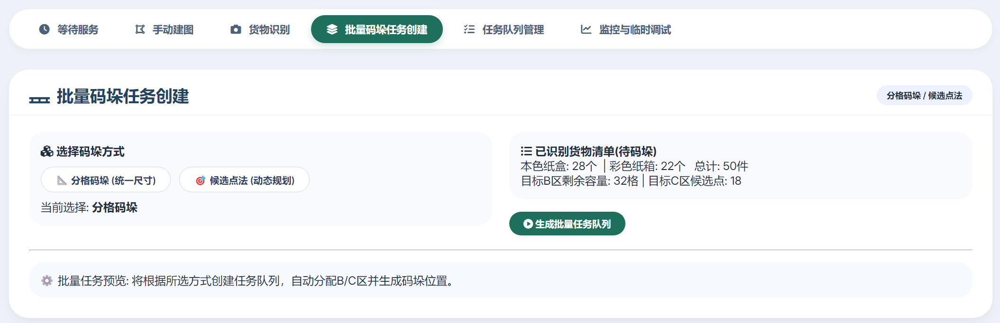 等待服务
手动建图
货物识别
批量码垛任务创建
任务队列管理
监控与临时调试
批量码垛任务创建
分格码垛 / 候选点法
选择码垛方式
分格码垛 (统一尺寸)
候选点法 (动态规划)
当前选择: 分格码垛
已识别货物清单(待码垛)
本色纸盒: 28个 | 彩色纸箱: 22个 总计: 50件
目标B区剩余容量: 32格 | 目标C区候选点: 18
生成批量任务队列
批量任务预览: 将根据所选方式创建任务队列，自动分配B/C区并生成码垛位置。